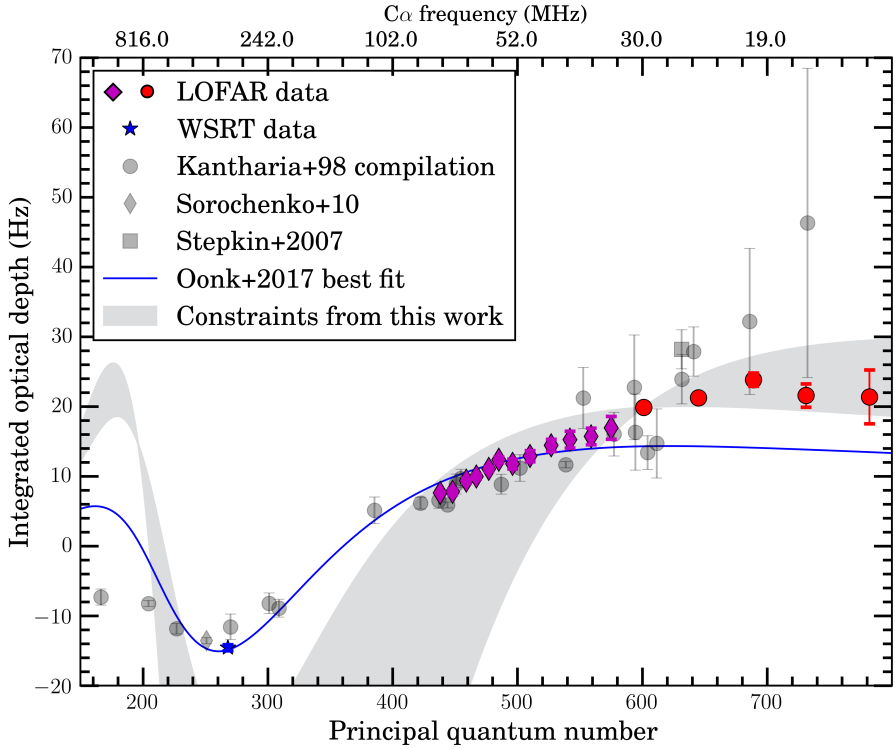 Cα frequency (MHz)
816.0 242.0 102.0 52.0 30.0 19.0
70
60
50
40
30
20
10
0
−10
−20
Integrated optical depth (Hz)
LOFAR data
WSRT data
Kantharia+98 compilation
Sorochenko+10
Stepkin+2007
Oonk+2017 best fit
Constraints from this work
200 300 400 500 600 700
Principal quantum number